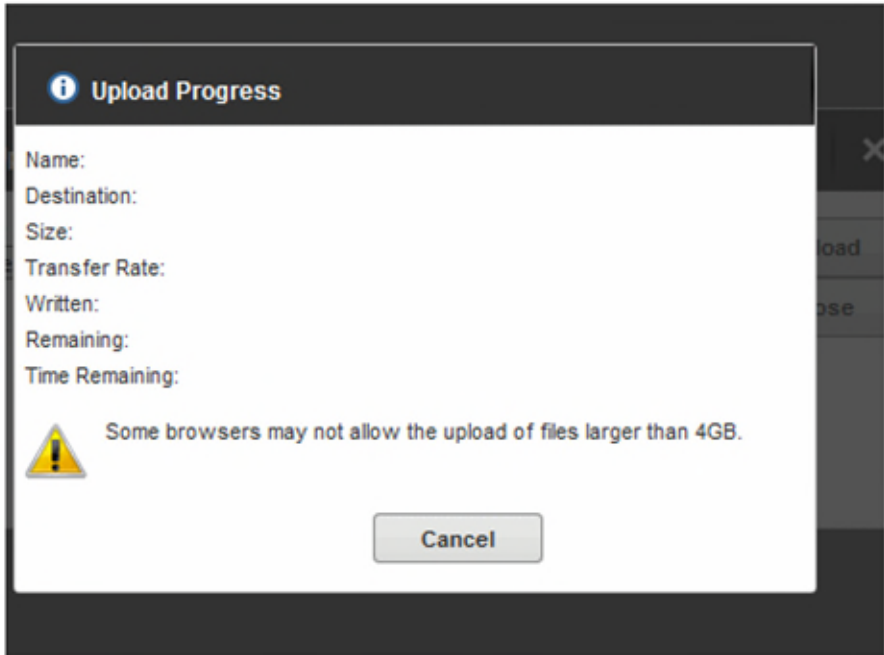 Upload Progress
Name:
Destination:
Size:
Transfer Rate:
Written:
Remaining:
Time Remaining:
Some browsers may not allow the upload of files larger than 4GB.
Cancel